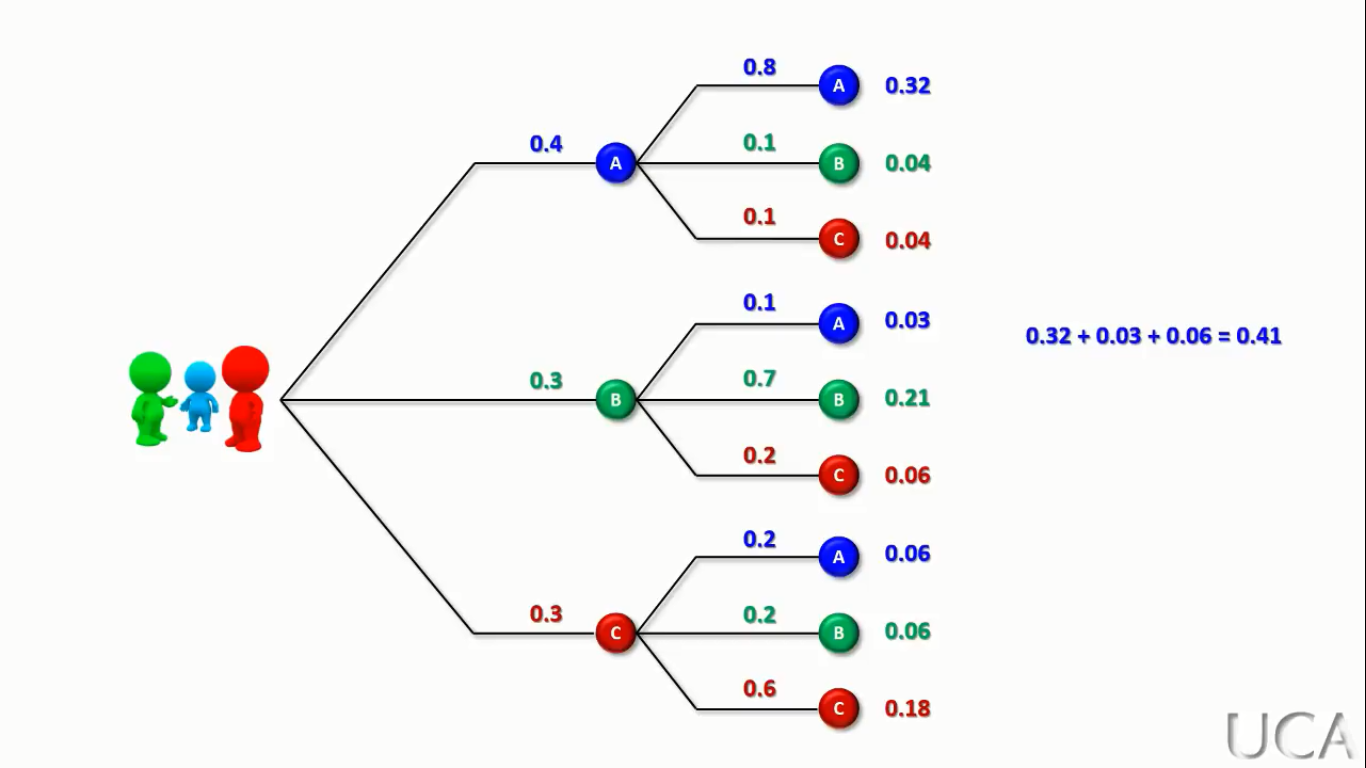 0.8
A 0.32
0.4 A
0.1
B 0.04
0.1
C 0.04
0.1
A 0.03
0.32 + 0.03 + 0.06 = 0.41
0.3 B
0.7
B 0.21
0.2
C 0.06
0.2
A 0.06
0.3 C
0.2
B 0.06
0.6
C 0.18
UCA